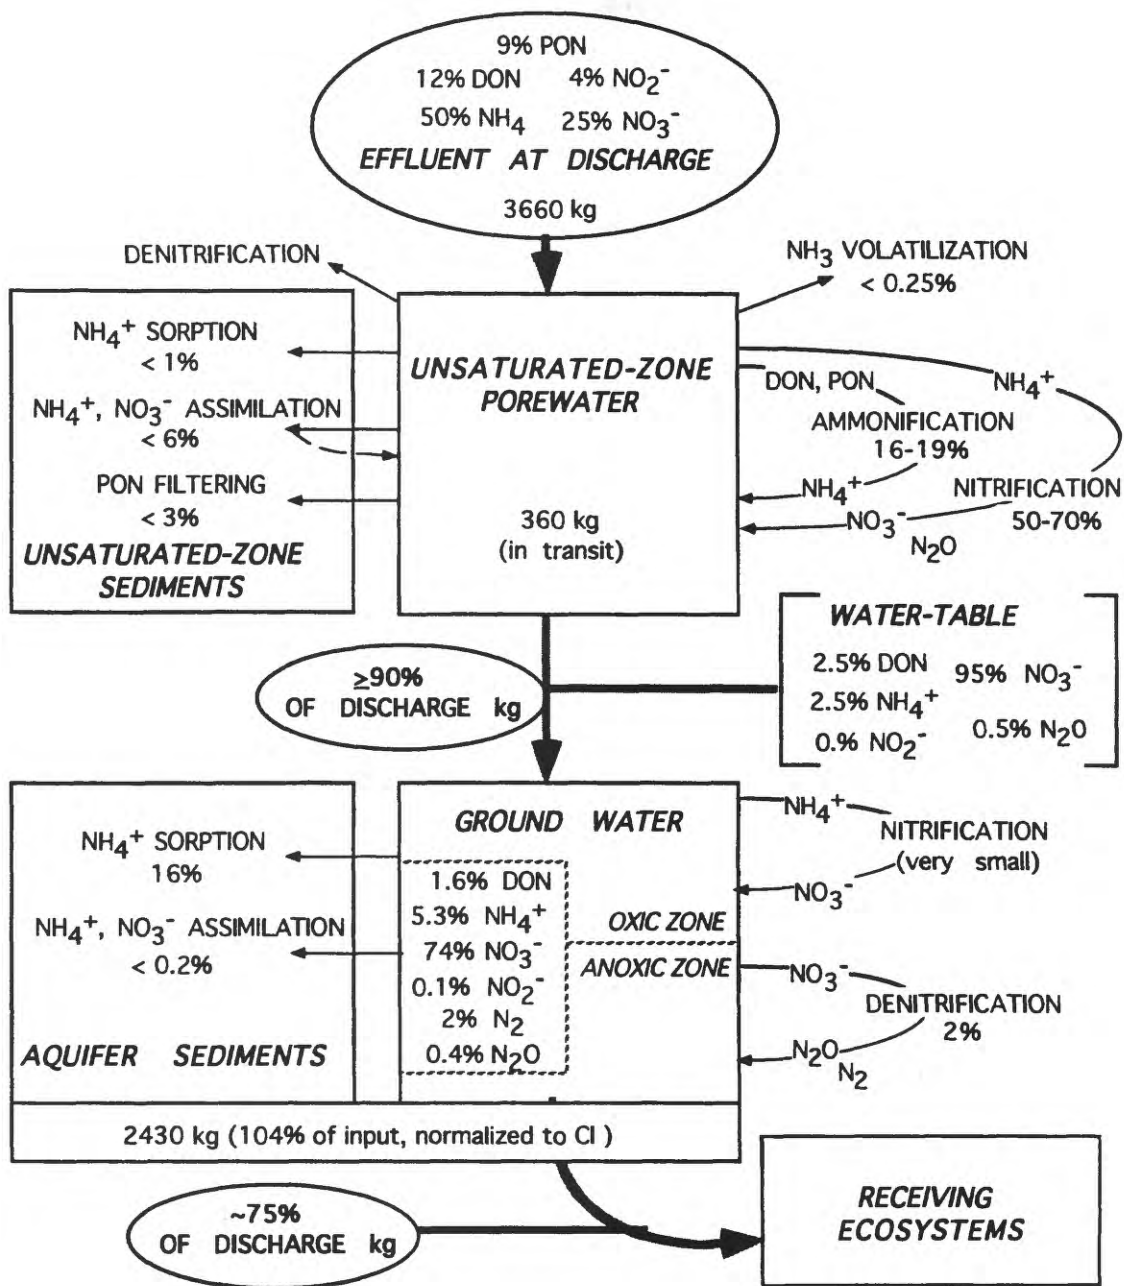 9% PON
12% DON 4% NO₂⁻
50% NH₄ 25% NO₃⁻
EFFLUENT AT DISCHARGE
3660 kg
DENITRIFICATION
NH₃ VOLATILIZATION
< 0.25%
NH₄⁺ SORPTION
< 1%
NH₄⁺, NO₃⁻ ASSIMILATION
< 6%
PON FILTERING
< 3%
UNSATURATED-ZONE
SEDIMENTS
UNSATURATED-ZONE
POREWATER
360 kg
(in transit)
DON, PON
NH₄⁺
AMMONIFICATION
16-19%
NH₄⁺
NITRIFICATION
50-70%
NO₃⁻
N₂O
≥90%
OF DISCHARGE kg
WATER-TABLE
2.5% DON 95% NO₃⁻
2.5% NH₄⁺
0.% NO₂⁻ 0.5% N₂O
NH₄⁺ SORPTION
16%
NH₄⁺, NO₃⁻ ASSIMILATION
< 0.2%
AQUIFER SEDIMENTS
GROUND WATER
1.6% DON
5.3% NH₄⁺
74% NO₃⁻
0.1% NO₂⁻
2% N₂
0.4% N₂O
OXIC ZONE
ANOXIC ZONE
NH₄⁺
NITRIFICATION
(very small)
NO₃⁻
NO₃⁻
DENITRIFICATION
2%
N₂O
N₂
2430 kg (104% of input, normalized to Cl )
~75%
OF DISCHARGE kg
RECEIVING
ECOSYSTEMS